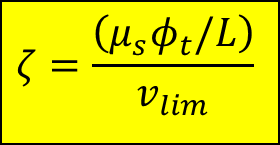 ζ = (μ_s ϕ_t / L) / v_lim